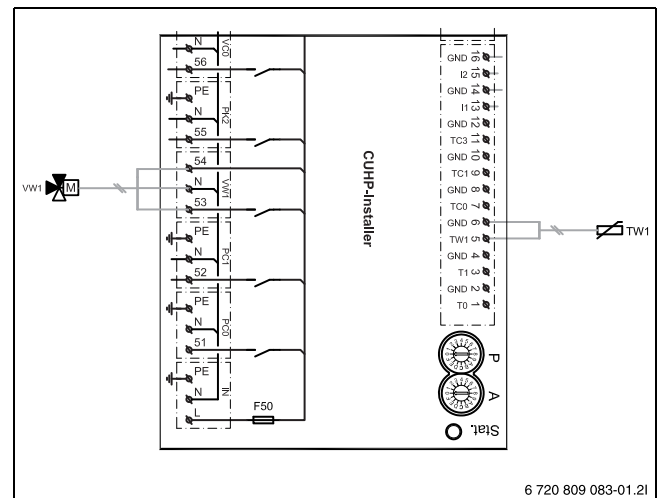 N
VC0
56
PE
N
PK2
55
54
N
VW1
53
PE
N
PC1
52
PE
N
PC0
51
PE
N
IN
L
F50
VW1
M
CUHP-Installer
GND 16
I2 15
GND 14
I1 13
GND 12
TC3 11
GND 10
TC1 9
GND 8
TC0 7
GND 6
TW1 5
GND 4
T1 3
GND 2
T0 1
TW1
P
A
Stat.
6 720 809 083-01.2I